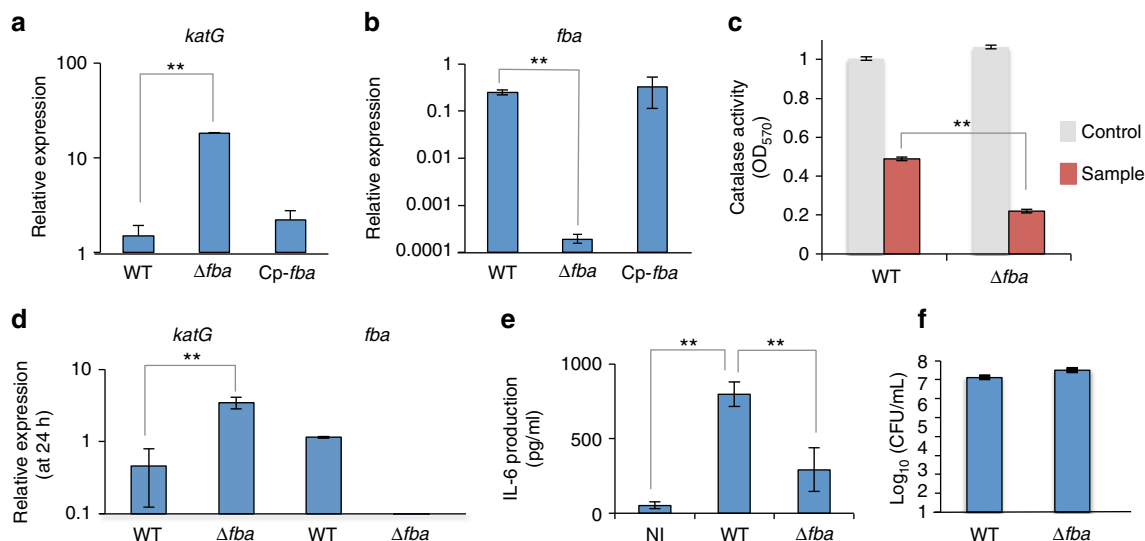 a
katG
Relative expression
100
10
1
**
WT
Δfba
Cp-fba
b
fba
Relative expression
1
0.1
0.01
0.001
0.0001
**
WT
Δfba
Cp-fba
c
Catalase activity
(OD570)
1
0.8
0.6
0.4
0.2
0
**
WT
Δfba
Control
Sample
d
katG
fba
Relative expression
(at 24 h)
10
1
0.1
**
WT
Δfba
WT
Δfba
e
IL-6 production
(pg/ml)
1000
500
0
**
**
NI
WT
Δfba
f
Log10 (CFU/mL)
8
7
6
5
4
3
2
1
WT
Δfba